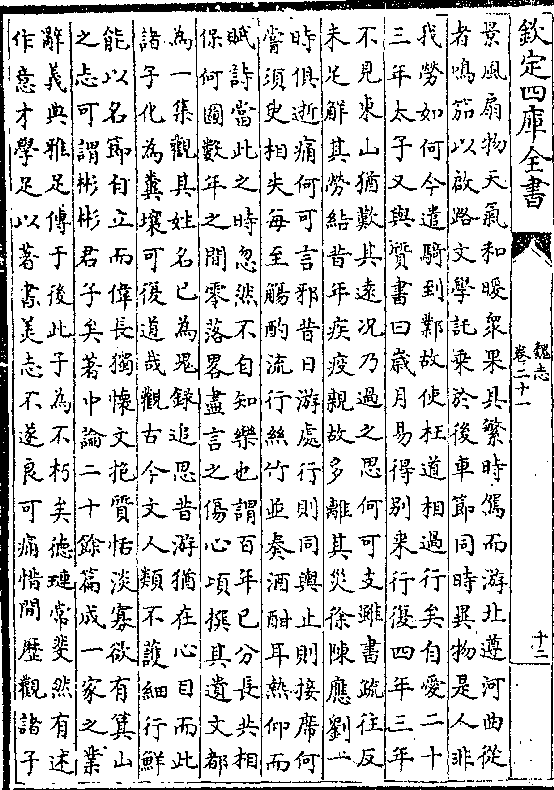 欽定四庫全書
魏志
卷二十一
十二
景風扇物天氣和暖衆果具繁時駕而游北遵河曲從
者鳴笳以啟路文學託乗於後車節同時異物是人非
我勞如何今遣騎到鄴故使枉道相過行矣自愛二十
三年太子又與質書曰歲月易得别来行復四年三年
不見東山猶歎其逺况乃過之思何可支雖書疏往反
未足解其勞結昔年疾疫親故多離其災徐陳應劉一
時俱逝痛何可言邪昔日游處行則同輿止則接席何
嘗須臾相失每至觴酌流行絲竹並奏酒酣耳熱仰而
賦詩當此之時忽然不自知樂也謂百年已分長共相
保何圖數年之間零落畧盡言之傷心頃撰其遺文都
為一集觀其姓名已為鬼録追思昔游猶在心目而此
諸子化為糞壤可復道哉觀古今文人類不護細行鮮
能以名節自立而偉長獨懷文抱質恬淡寡欲有箕山
之志可謂彬彬君子矣著中論二十餘篇成一家之業
辭義典雅足傳于後此子為不朽矣德璉常斐然有述
作意才學足以著書美志不遂良可痛惜間歴觀諸子